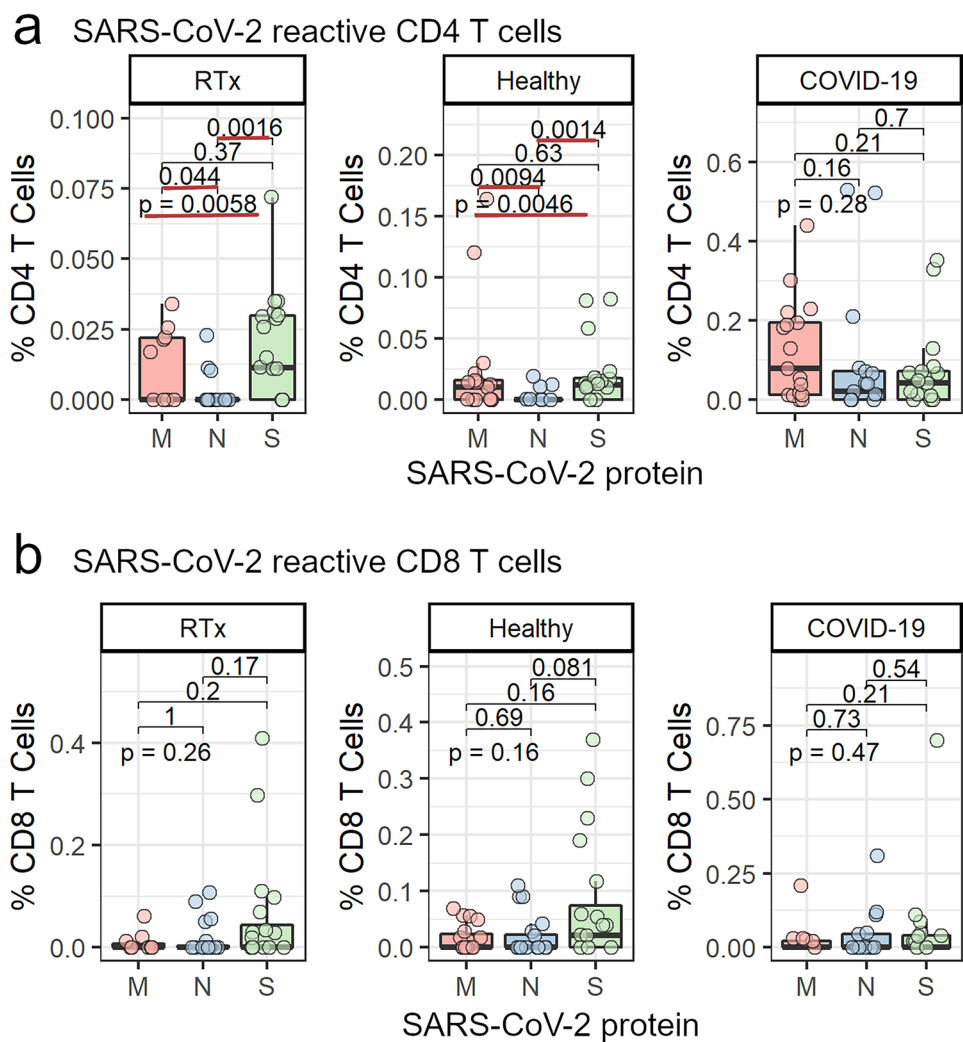 a SARS-CoV-2 reactive CD4 T cells
RTx Healthy COVID-19
% CD4 T Cells
0.100
0.075
0.050
0.025
0.000
0.0016
0.37
0.044
p = 0.0058
M N S
% CD4 T Cells
0.20
0.15
0.10
0.05
0.00
0.0014
0.63
0.0094
p = 0.0046
M N S
% CD4 T Cells
0.6
0.4
0.2
0.0
0.7
0.21
0.16
p = 0.28
M N S
SARS-CoV-2 protein
b SARS-CoV-2 reactive CD8 T cells
RTx Healthy COVID-19
% CD8 T Cells
0.4
0.2
0.0
0.17
0.2
1
p = 0.26
M N S
% CD8 T Cells
0.5
0.4
0.3
0.2
0.1
0.0
0.081
0.16
0.69
p = 0.16
M N S
% CD8 T Cells
0.75
0.50
0.25
0.00
0.54
0.21
0.73
p = 0.47
M N S
SARS-CoV-2 protein